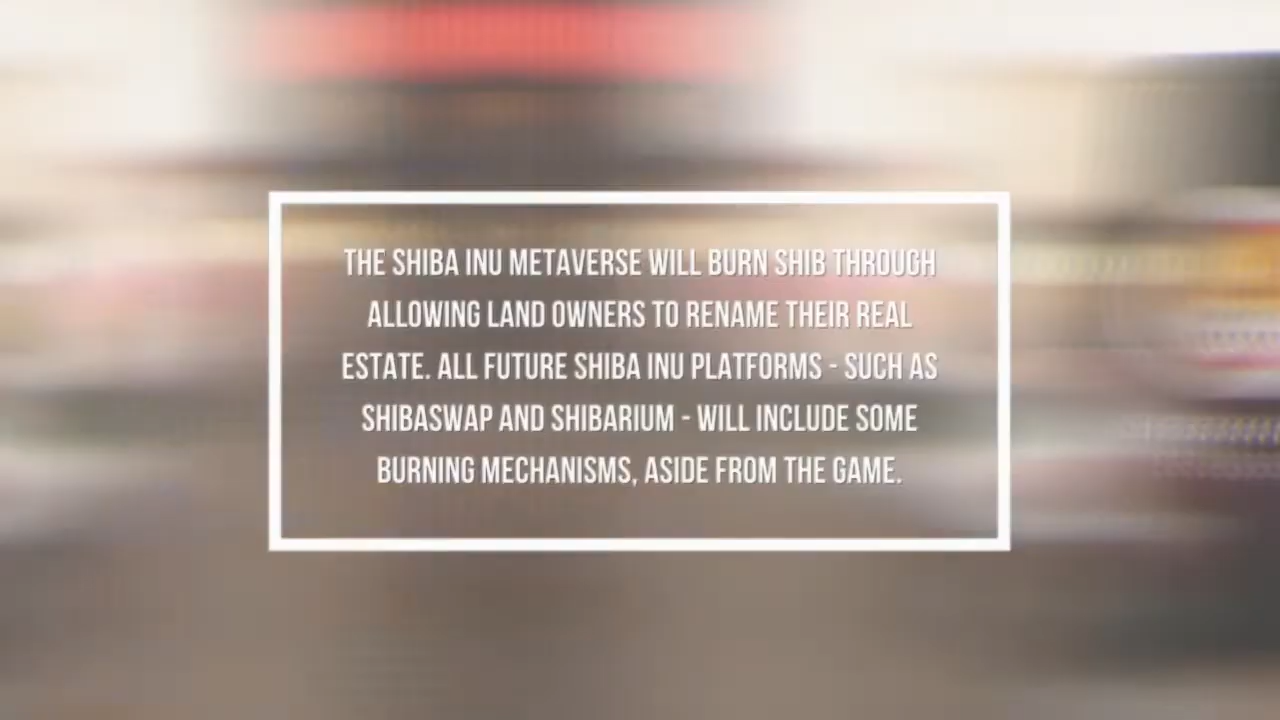 THE SHIBA INU METAVERSE WILL BURN SHIB THROUGH
ALLOWING LAND OWNERS TO RENAME THEIR REAL
ESTATE. ALL FUTURE SHIBA INU PLATFORMS - SUCH AS
SHIBASWAP AND SHIBARIUM - WILL INCLUDE SOME
BURNING MECHANISMS, ASIDE FROM THE GAME.